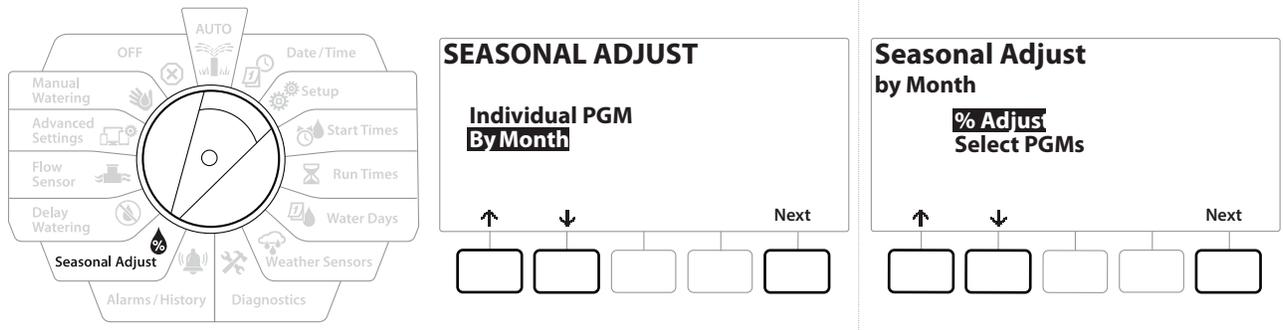 AUTO
OFF
Date/Time
Manual
Watering
Setup
Advanced
Settings
Start Times
Flow
Sensor
Run Times
Delay
Watering
Water Days
%
Seasonal Adjust
Weather Sensors
Alarms/History
Diagnostics
SEASONAL ADJUST
Individual PGM
By Month
Next
Seasonal Adjust
by Month
% Adjust
Select PGMs
Next